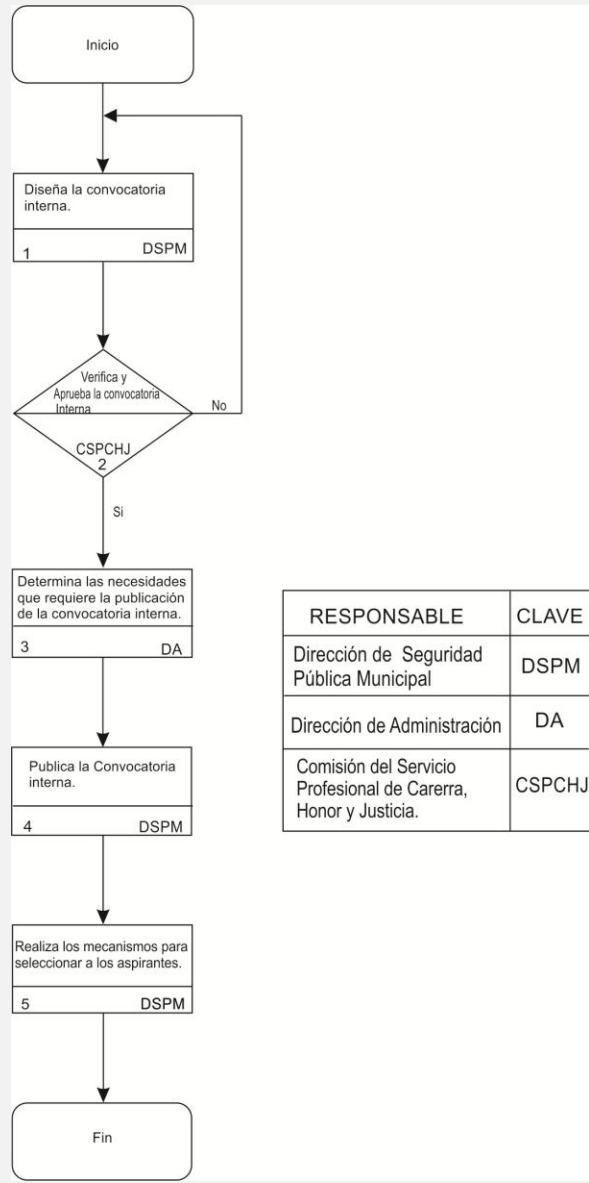 Inicio
Diseña la convocatoria
interna.
1 DSPM
Verifica y
Aprueba la convocatoria
Interna
No
CSPCHJ
2
Si
Determina las necesidades
que requiere la publicación
de la convocatoria interna.
3 DA
Publica la Convocatoria
interna.
4 DSPM
Realiza los mecanismos para
seleccionar a los aspirantes.
5 DSPM
Fin
RESPONSABLE CLAVE
Dirección de Seguridad
Pública Municipal
DSPM
Dirección de Administración DA
Comisión del Servicio
Profesional de Carerra,
Honor y Justicia.
CSPCHJ